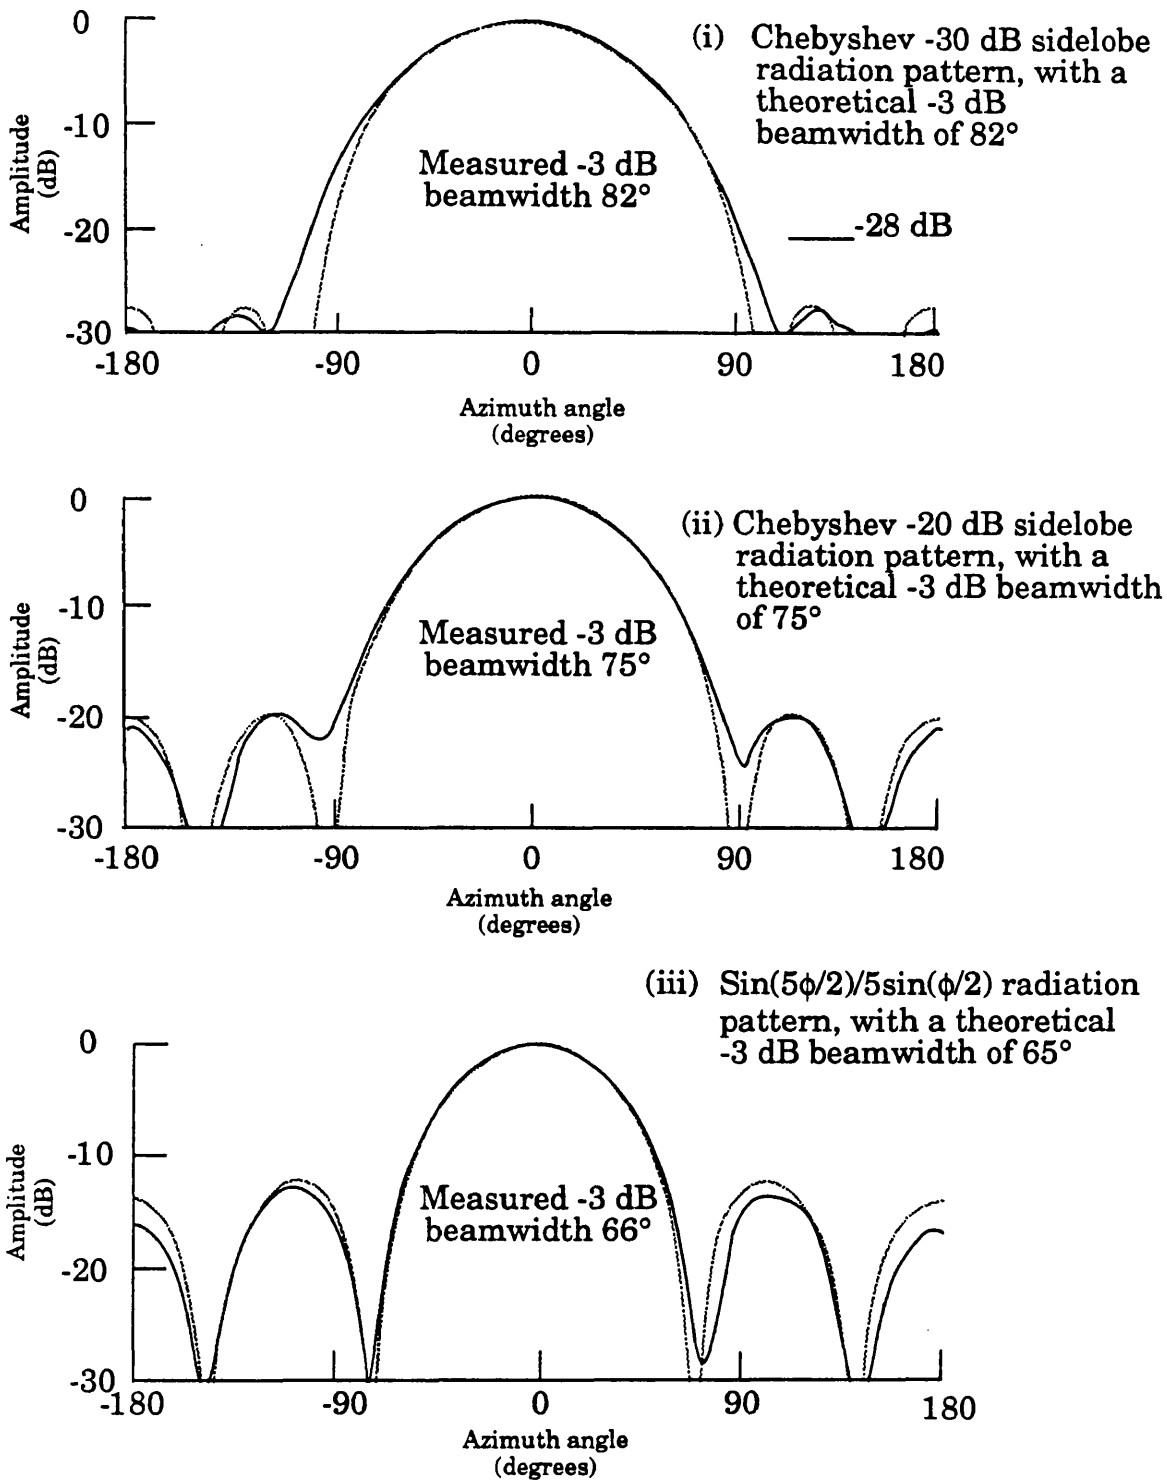 (i) Chebyshev -30 dB sidelobe
radiation pattern, with a
theoretical -3 dB
beamwidth of 82°
0
-10
-20
-30
Amplitude
(dB)
Measured -3 dB
beamwidth 82°
-28 dB
-180
-90
0
90
180
Azimuth angle
(degrees)
(ii) Chebyshev -20 dB sidelobe
radiation pattern, with a
theoretical -3 dB beamwidth
of 75°
0
-10
-20
-30
Amplitude
(dB)
Measured -3 dB
beamwidth 75°
-180
-90
0
90
180
Azimuth angle
(degrees)
(iii) Sin(5ϕ/2)/5sin(ϕ/2) radiation
pattern, with a theoretical
-3 dB beamwidth of 65°
0
-10
-20
-30
Amplitude
(dB)
Measured -3 dB
beamwidth 66°
-180
-90
0
90
180
Azimuth angle
(degrees)